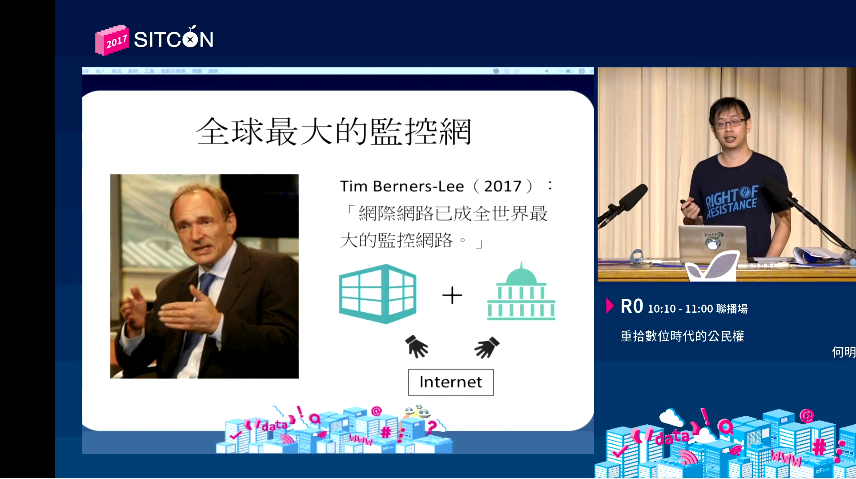 2017 SITCON
全球最大的監控網
Tim Berners-Lee（2017）：
「網際網路已成全世界最
大的監控網路。」
+
Internet
data
@
www
#
?
RIGHT OF
RESISTANCE
R0 10:10 - 11:00 聯播場
重拾數位時代的公民權
何明
data
@
www
#